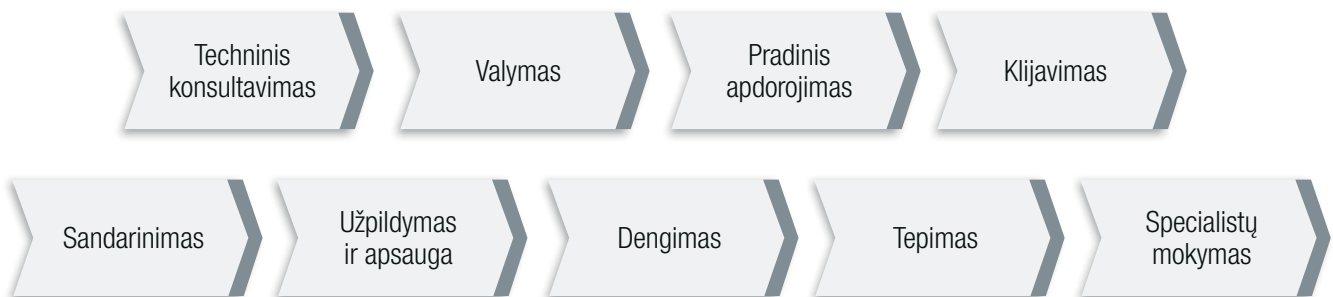 Techninis
konsultavimas
Valymas
Pradinis
apdorojimas
Klijavimas
Sandarinimas
Užpildymas
ir apsauga
Dengimas
Tepimas
Specialistų
mokymas